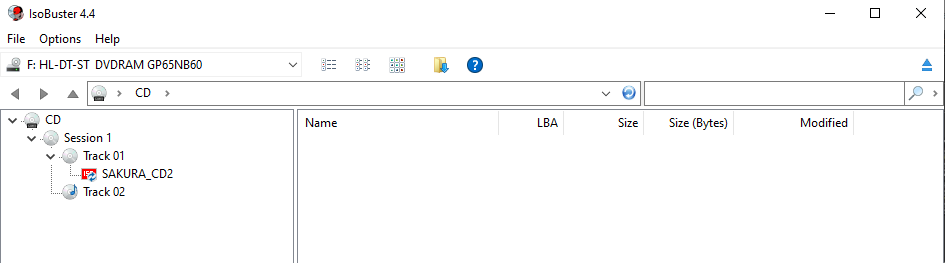 IsoBuster 4.4
File Options Help
F: HL-DT-ST DVDRAM GP65NB60
CD
CD
Session 1
Track 01
ISO
SAKURA_CD2
Track 02
Name LBA Size Size (Bytes) Modified